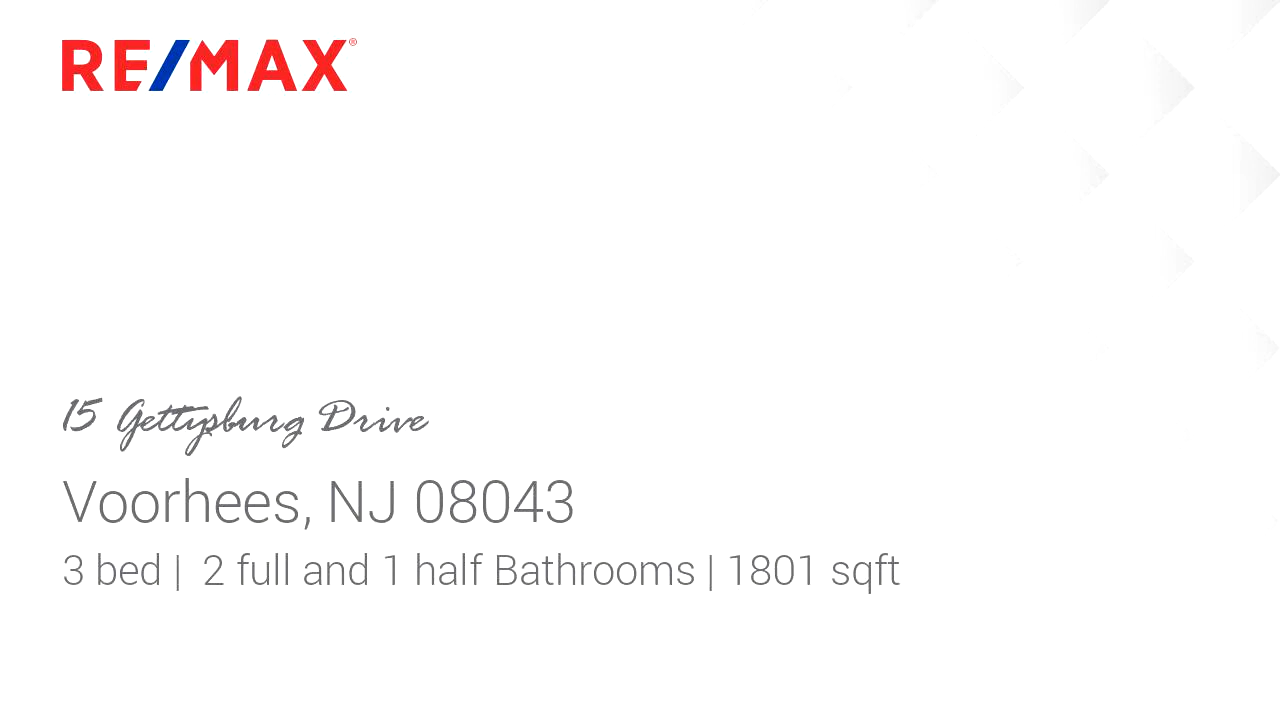 RE/MAX®
15 Gettysburg Drive
Voorhees, NJ 08043
3 bed | 2 full and 1 half Bathrooms | 1801 sqft